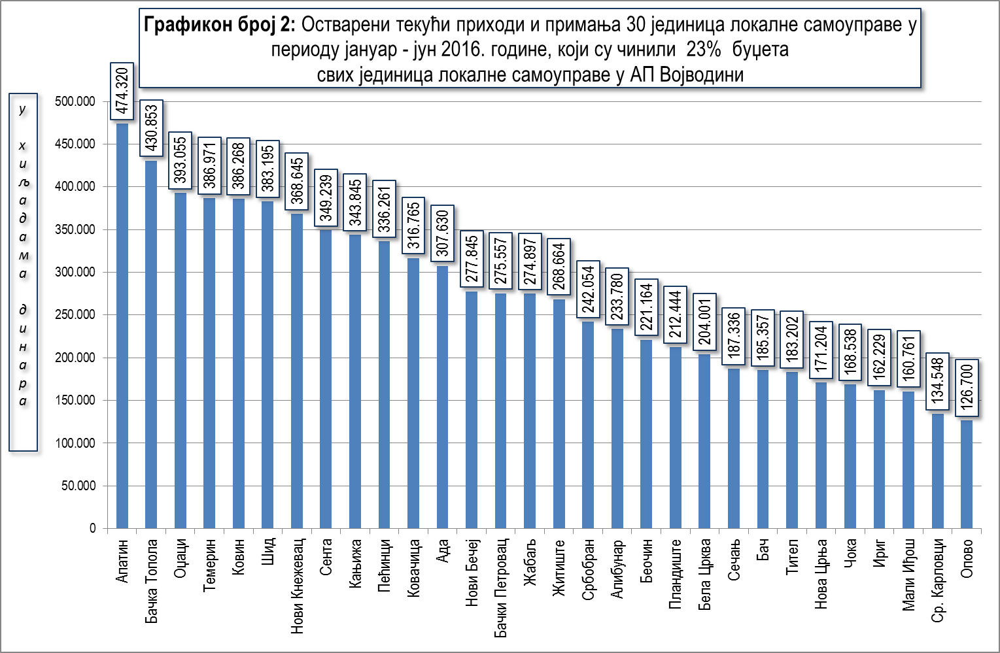 Графикон број 2: Остварени текући приходи и примања 30 јединица локалне самоуправе у
периоду јануар - јун 2016. године, који су чинили 23% буџета
свих јединица локалне самоуправе у АП Војводини
у хиљадама динара
500.000
450.000
400.000
350.000
300.000
250.000
200.000
150.000
100.000
50.000
0
474.320
430.853
393.055
386.971
386.268
383.195
368.645
349.239
343.845
336.261
316.765
307.630
277.845
275.557
274.897
268.664
242.054
233.780
221.164
212.444
204.001
187.336
185.357
183.202
171.204
168.538
162.229
160.761
134.548
126.700
Апатин
Бачка Топола
Оџаци
Темерин
Ковин
Шид
Нови Кнежевац
Сента
Кањижа
Пећинци
Ковачица
Ада
Нови Бечеј
Бачки Петровац
Жабаљ
Житиште
Србобран
Алибунар
Беочин
Пландиште
Бела Црква
Сечањ
Бач
Тител
Нова Црња
Чока
Ириг
Мали Иђош
Ср. Карловци
Опово